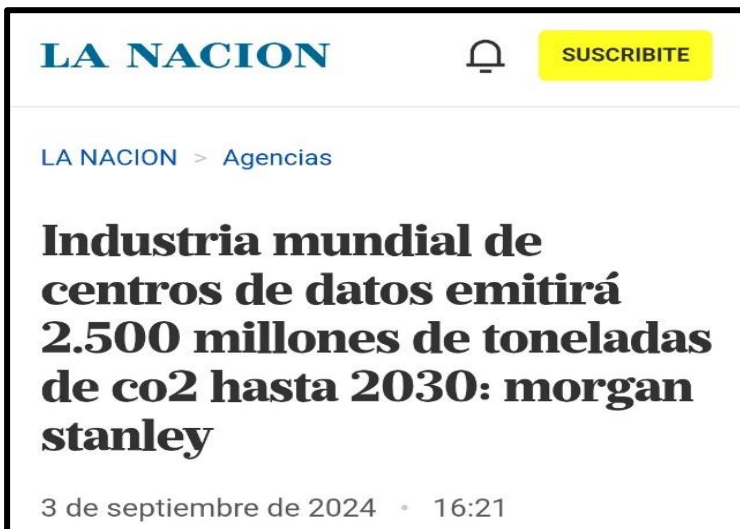 LA NACION
SUSCRIBITE
LA NACION > Agencias
Industria mundial de
centros de datos emitirá
2.500 millones de toneladas
de co2 hasta 2030: morgan
stanley
3 de septiembre de 2024 • 16:21